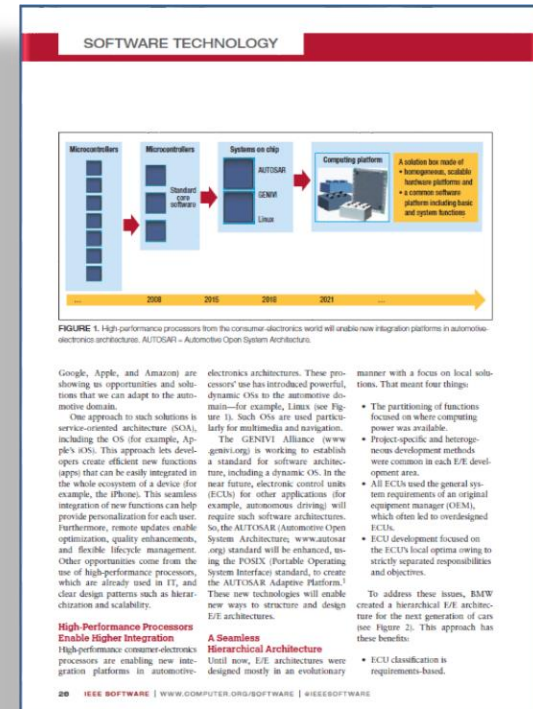 SOFTWARE TECHNOLOGY
Microcontrollers
Microcontrollers
Standard
core
software
Systems on chip
AUTOSAR
GENIVI
Linux
Computing platform
A solution box made of
• homogeneous, scalable
hardware platforms and
• a common software
platform including basic
and system functions
... 2008 2015 2018 2021 ...
FIGURE 1. High-performance processors from the consumer-electronics world will enable new integration platforms in automotive-
electronics architectures. AUTOSAR = Automotive Open System Architecture.
Google, Apple, and Amazon) are
showing us opportunities and solu-
tions that we can adapt to the auto-
motive domain.
One approach to such solutions is
service-oriented architecture (SOA),
including the OS (for example, Ap-
ple's iOS). This approach lets devel-
opers create efficient new functions
(apps) that can be easily integrated in
the whole ecosystem of a device (for
example, the iPhone). This seamless
integration of new functions can help
provide personalization for each user.
Furthermore, remote updates enable
optimization, quality enhancements,
and flexible lifecycle management.
Other opportunities come from the
use of high-performance processors,
which are already used in IT, and
clear design patterns such as hierar-
chization and scalability.
High-Performance Processors
Enable Higher Integration
High-performance consumer-electronics
processors are enabling new inte-
gration platforms in automotive-
electronics architectures. These pro-
cessors' use has introduced powerful,
dynamic OSs to the automotive do-
main—for example, Linux (see Fig-
ure 1). Such OSs are used particu-
larly for multimedia and navigation.
The GENIVI Alliance (www
.genivi.org) is working to establish
a standard for software architec-
ture, including a dynamic OS. In the
near future, electronic control units
(ECUs) for other applications (for
example, autonomous driving) will
require such software architectures.
So, the AUTOSAR (Automotive Open
System Architecture; www.autosar
.org) standard will be enhanced, us-
ing the POSIX (Portable Operating
System Interface) standard, to create
the AUTOSAR Adaptive Platform.1
These new technologies will enable
new ways to structure and design
E/E architectures.
A Seamless
Hierarchical Architecture
Until now, E/E architectures were
designed mostly in an evolutionary
manner with a focus on local solu-
tions. That meant four things:
• The partitioning of functions
focused on where computing
power was available.
• Project-specific and heteroge-
neous development methods
were common in each E/E devel-
opment area.
• All ECUs used the general sys-
tem requirements of an original
equipment manager (OEM),
which often led to overdesigned
ECUs.
• ECU development focused on
the ECU's local optima owing to
strictly separated responsibilities
and objectives.
To address these issues, BMW
created a hierarchical E/E architec-
ture for the next generation of cars
(see Figure 2). This approach has
these benefits:
• ECU classification is
requirements-based.
28 IEEE SOFTWARE | WWW.COMPUTER.ORG/SOFTWARE | @IEEESOFTWARE